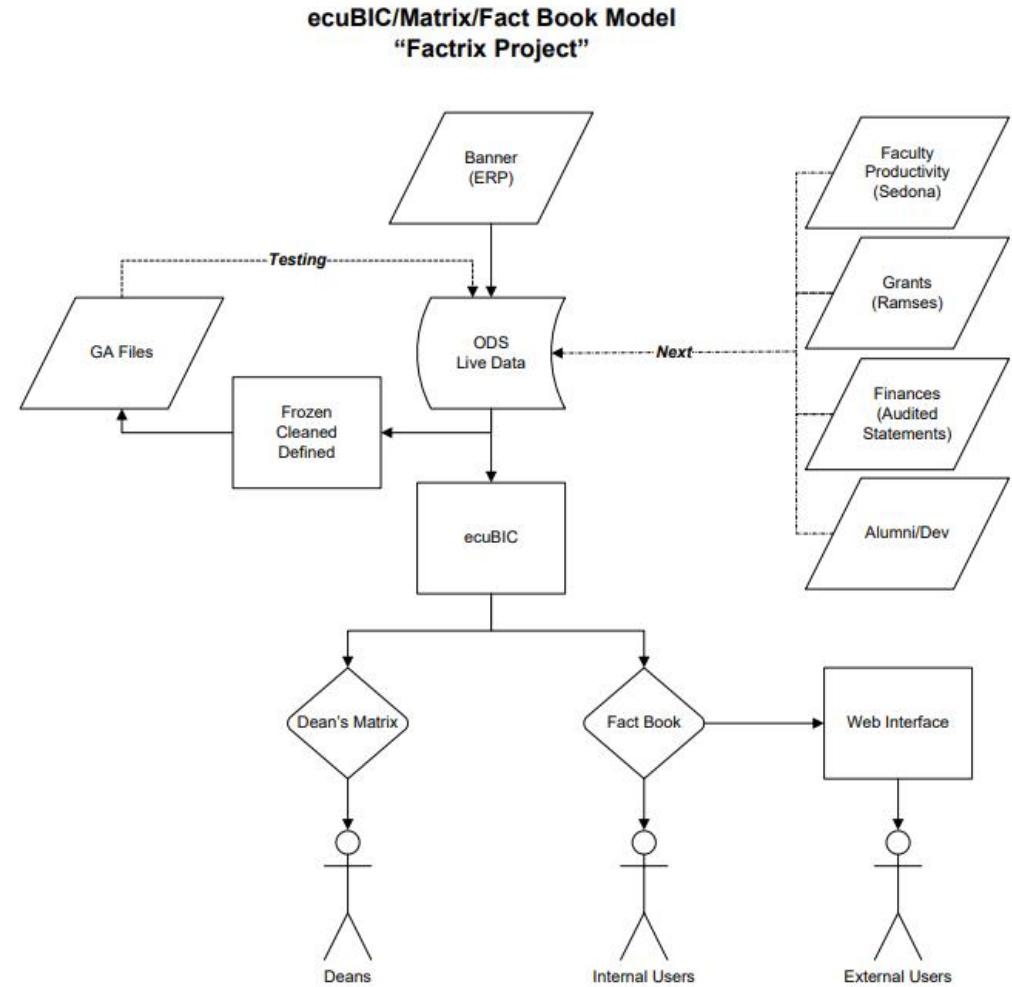 ecuBIC/Matrix/Fact Book Model
“Factrix Project”
Banner
(ERP)
Faculty
Productivity
(Sedona)
Testing
Grants
(Ramses)
GA Files
ODS
Live Data
Next
Frozen
Cleaned
Defined
Finances
(Audited
Statements)
ecuBIC
Alumni/Dev
Dean’s Matrix
Fact Book
Web Interface
Deans
Internal Users
External Users